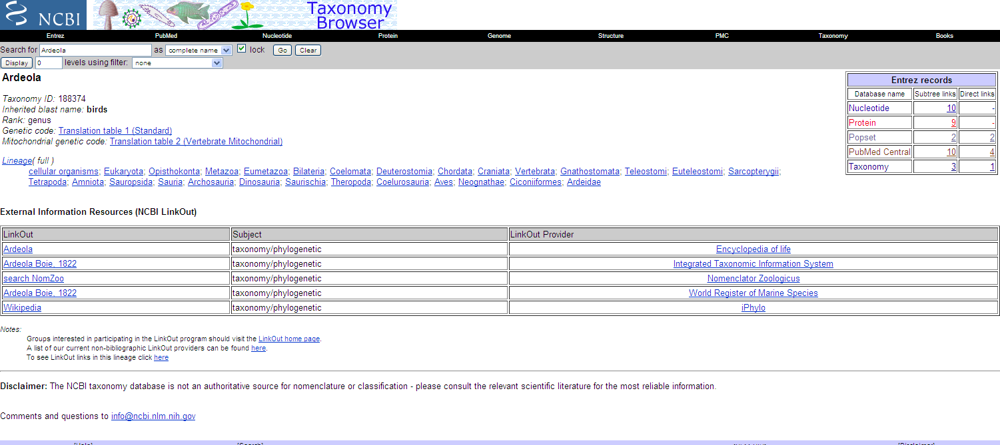 NCBI
Taxonomy
Browser
Entrez PubMed Nucleotide Protein Genome Structure PMC Taxonomy Books
Search for Ardeola as complete name lock Go Clear
Display 0 levels using filter: none
Ardeola
Taxonomy ID: 188374
Inherited blast name: birds
Rank: genus
Genetic code: Translation table 1 (Standard)
Mitochondrial genetic code: Translation table 2 (Vertebrate Mitochondrial)
Lineage( full )
cellular organisms; Eukaryota; Opisthokonta; Metazoa; Eumetazoa; Bilateria; Coelomata; Deuterostomia; Chordata; Craniata; Vertebrata; Gnathostomata; Teleostomi; Euteleostomi; Sarcopterygii;
Tetrapoda; Amniota; Sauropsida; Sauria; Archosauria; Dinosauria; Saurischia; Theropoda; Coelurosauria; Aves; Neognathae; Ciconiiformes; Ardeidae
Entrez records
Database name Subtree links Direct links
Nucleotide 10 -
Protein 9 -
Popset 2 2
PubMed Central 10 4
Taxonomy 3 1
External Information Resources (NCBI LinkOut)
LinkOut Subject LinkOut Provider
Ardeola taxonomy/phylogenetic Encyclopedia of life
Ardeola Boie, 1822 taxonomy/phylogenetic Integrated Taxonomic Information System
search NomZoo taxonomy/phylogenetic Nomenclator Zoologicus
Ardeola Boie, 1822 taxonomy/phylogenetic World Register of Marine Species
Wikipedia taxonomy/phylogenetic iPhylo
Notes:
Groups interested in participating in the LinkOut program should visit the LinkOut home page.
A list of our current non-bibliographic LinkOut providers can be found here.
To see LinkOut links in this lineage click here
Disclaimer: The NCBI taxonomy database is not an authoritative source for nomenclature or classification - please consult the relevant scientific literature for the most reliable information.
Comments and questions to info@ncbi.nlm.nih.gov
[Help] [Search] [Disclaimer]